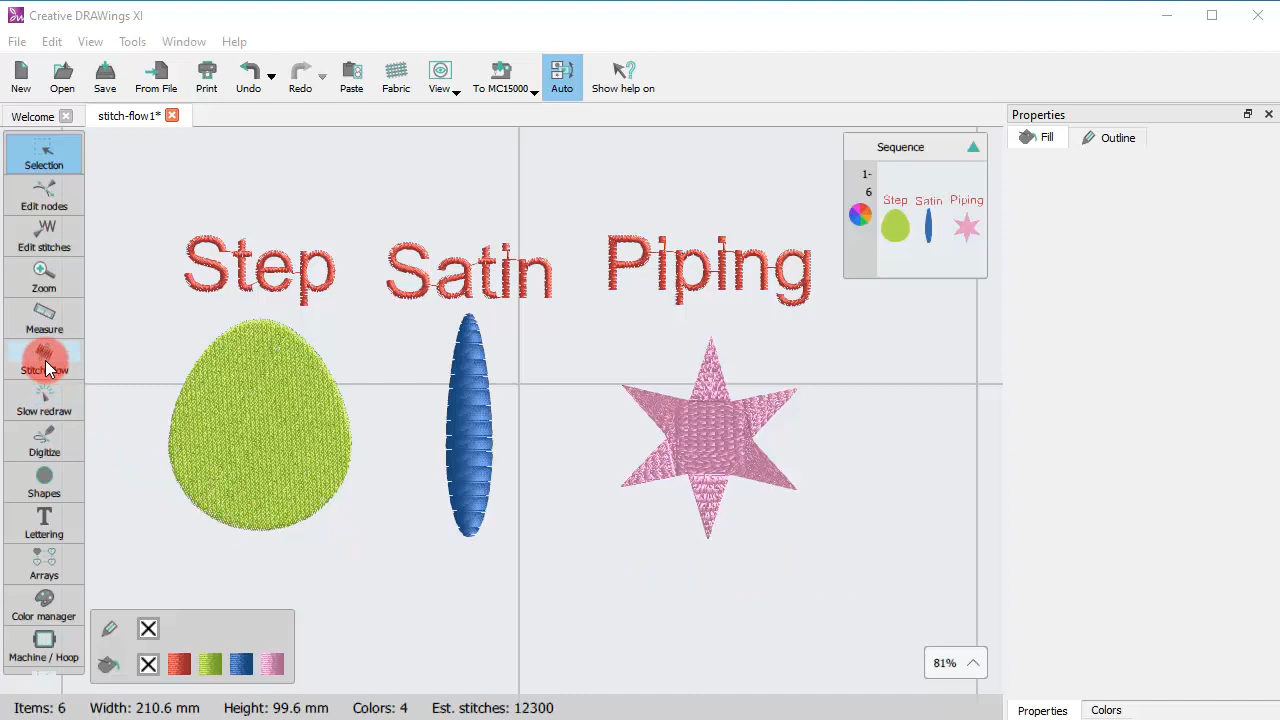 Creative DRAWings XI
File Edit View Tools Window Help
New Open Save From File Print Undo Redo Paste Fabric View To MC15000 Auto Show help on
Welcome stitch-flow1*
Properties
Fill Outline
Selection
Edit nodes
Edit stitches
Zoom
Measure
Stitch flow
Slow redraw
Digitize
Shapes
T
Lettering
Arrays
Color manager
Machine / Hoop
Step Satin Piping
Sequence
1-
6
Step Satin Piping
81%
Items: 6 Width: 210.6 mm Height: 99.6 mm Colors: 4 Est. stitches: 12300
Properties Colors